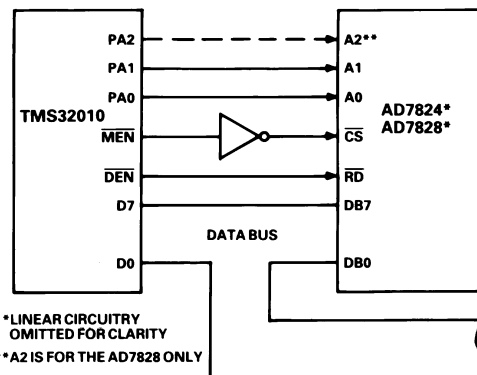 PA2
A2**
PA1
A1
PA0
A0
TMS32010
AD7824*
AD7828*
MEN
CS
DEN
RD
D7
DB7
DATA BUS
D0
DB0
*LINEAR CIRCUITRY
OMITTED FOR CLARITY
**A2 IS FOR THE AD7828 ONLY